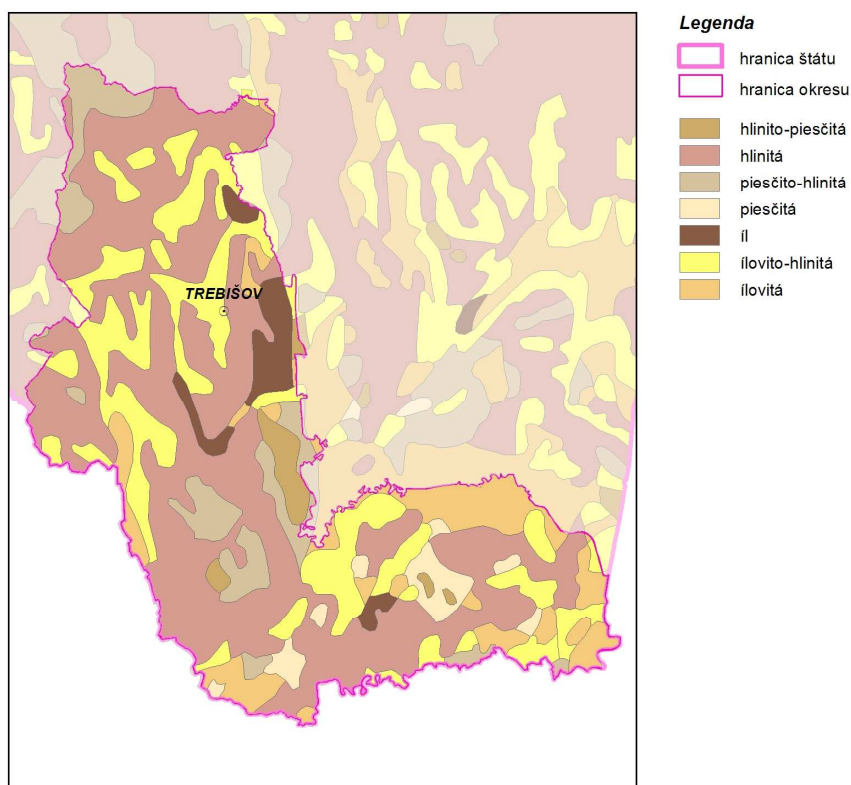 TREBIŠOV
Legenda
hranica štátu
hranica okresu
hlinito-piesčitá
hlinitá
piesčito-hlinitá
piesčitá
íl
ílovito-hlinitá
ílovitá